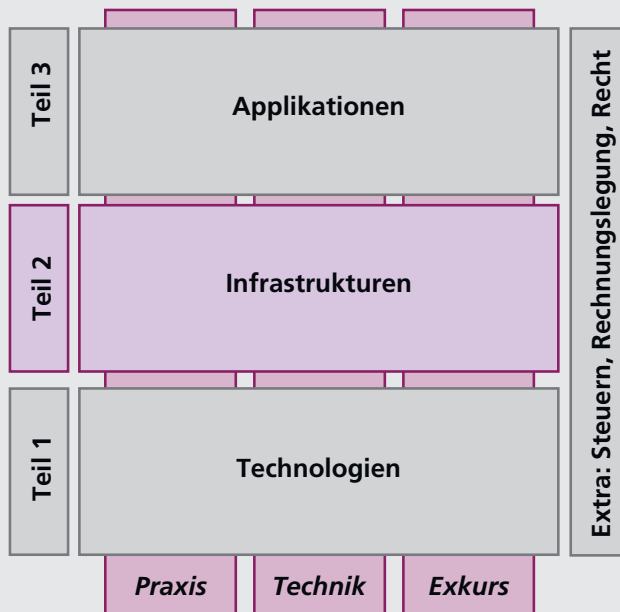 Teil 3
Applikationen
Teil 2
Infrastrukturen
Teil 1
Technologien
Extra: Steuern, Rechnungslegung, Recht
Praxis
Technik
Exkurs